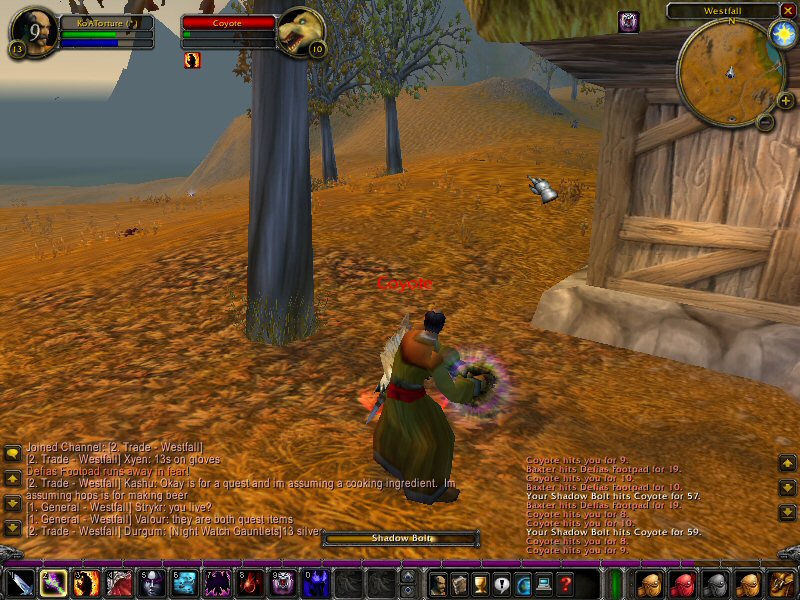 9
KoATorture
13
Coyote
10
Westfall
N
Coyote
Joined Channel: [2. Trade - Westfall]
[2. Trade - Westfall] Xyen: 13s on gloves
Defias Footpad runs away in fear!
[2. Trade - Westfall] Kashu: Okay is for a quest and im assuming a cooking ingredient. Im
assuming hops is for making beer
[1. General - Westfall] Strykr: you live?
[1. General - Westfall] Valour: they are both quest items
[2. Trade - Westfall] Durgum: [Night Watch Gauntlets]13 silver
Coyote hits you for 9.
Baxter hits Defias Footpad for 19.
Coyote hits you for 10.
Baxter hits Defias Footpad for 10.
Your Shadow Bolt hits Coyote for 57.
Baxter hits Defias Footpad for 19.
Coyote hits you for 8.
Coyote hits you for 10.
Your Shadow Bolt hits Coyote for 59.
Coyote hits you for 8.
Coyote hits you for 9.
Shadow Bolt